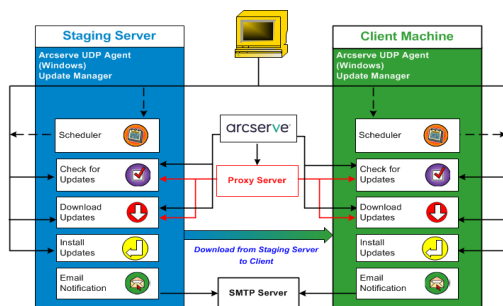 Staging Server
Arcserve UDP Agent
(Windows)
Update Manager
Scheduler
Check for
Updates
Download
Updates
Install
Updates
Email
Notification
arcserve®
Proxy Server
Download from Staging Server
to Client
SMTP Server
Client Machine
Arcserve UDP Agent
(Windows)
Update Manager
Scheduler
Check for
Updates
Download
Updates
Install
Updates
Email
Notification